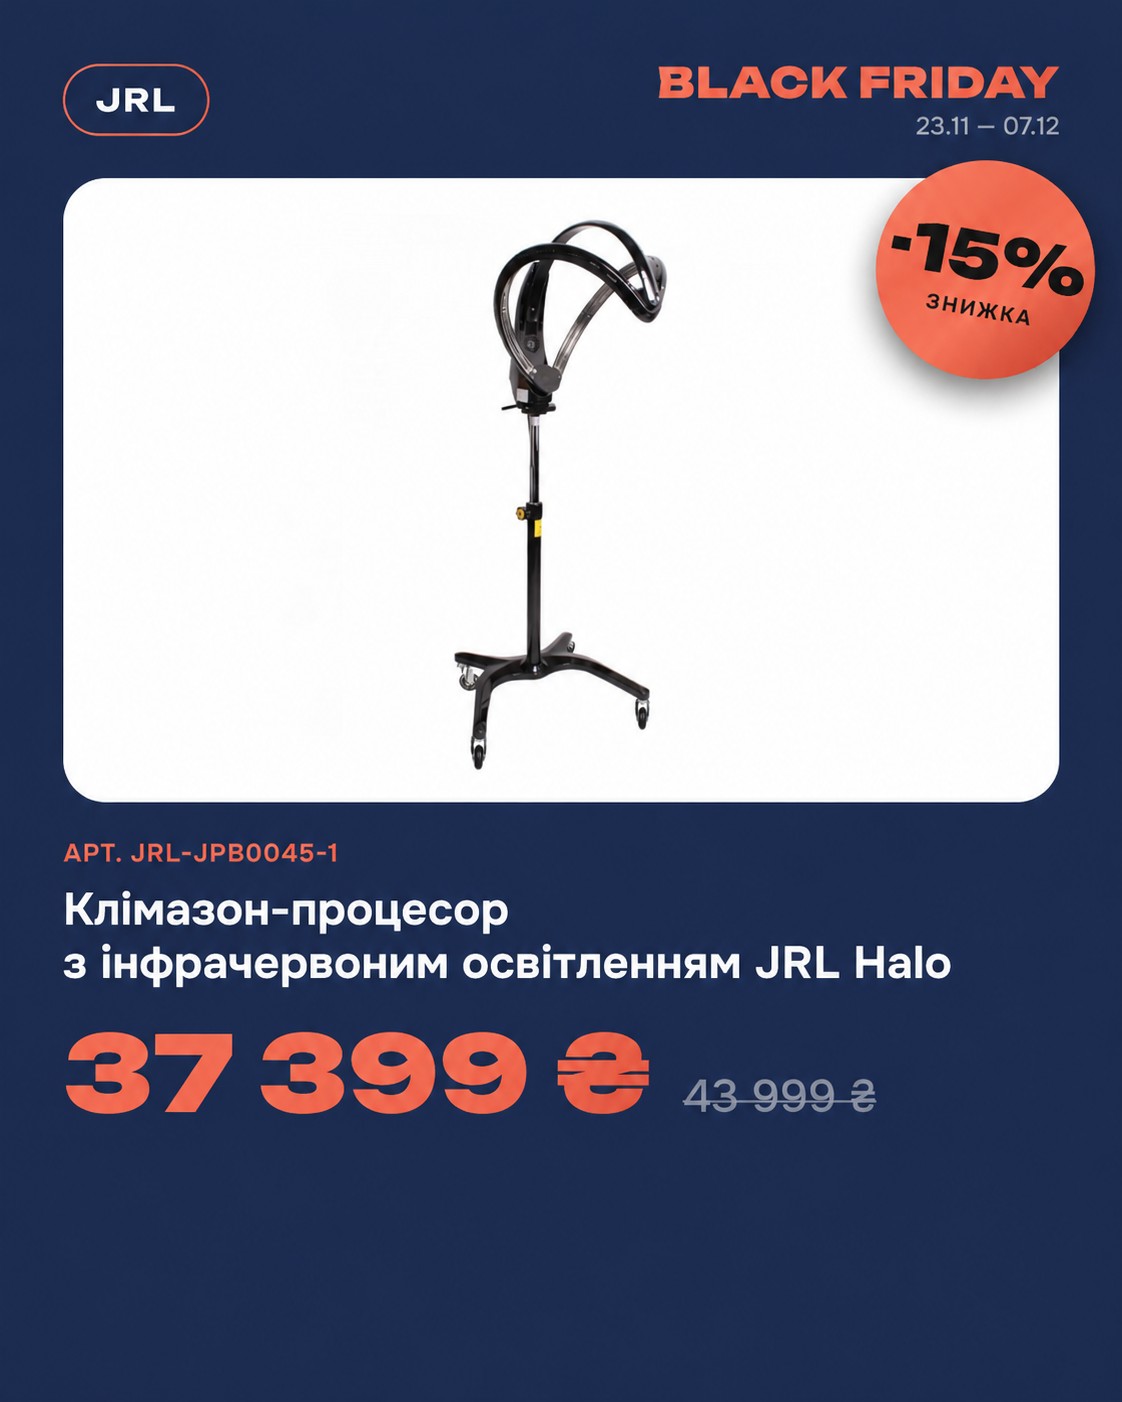 JRL
BLACK FRIDAY
23.11 — 07.12
-15%
ЗНИЖКА
АРТ. JRL-JPB0045-1
Клімазон-процесор
з інфрачервоним освітленням JRL Halo
37 399 ₴ 43 999 ₴